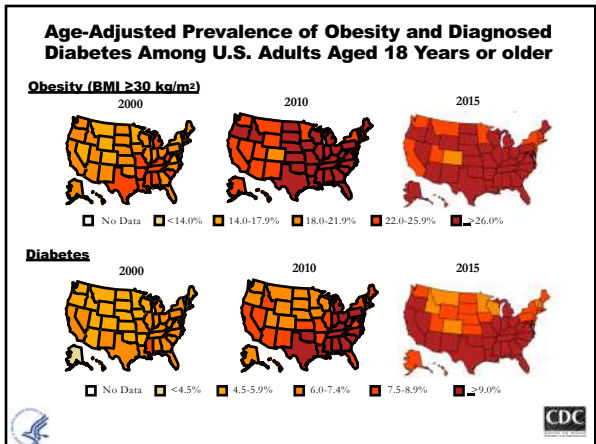 Age-Adjusted Prevalence of Obesity and Diagnosed
Diabetes Among U.S. Adults Aged 18 Years or older
Obesity (BMI ≥30 kg/m²)
2000 2010 2015
No Data <14.0% 14.0-17.9% 18.0-21.9% 22.0-25.9% >26.0%
Diabetes
2000 2010 2015
No Data <4.5% 4.5-5.9% 6.0-7.4% 7.5-8.9% >9.0%
CDC